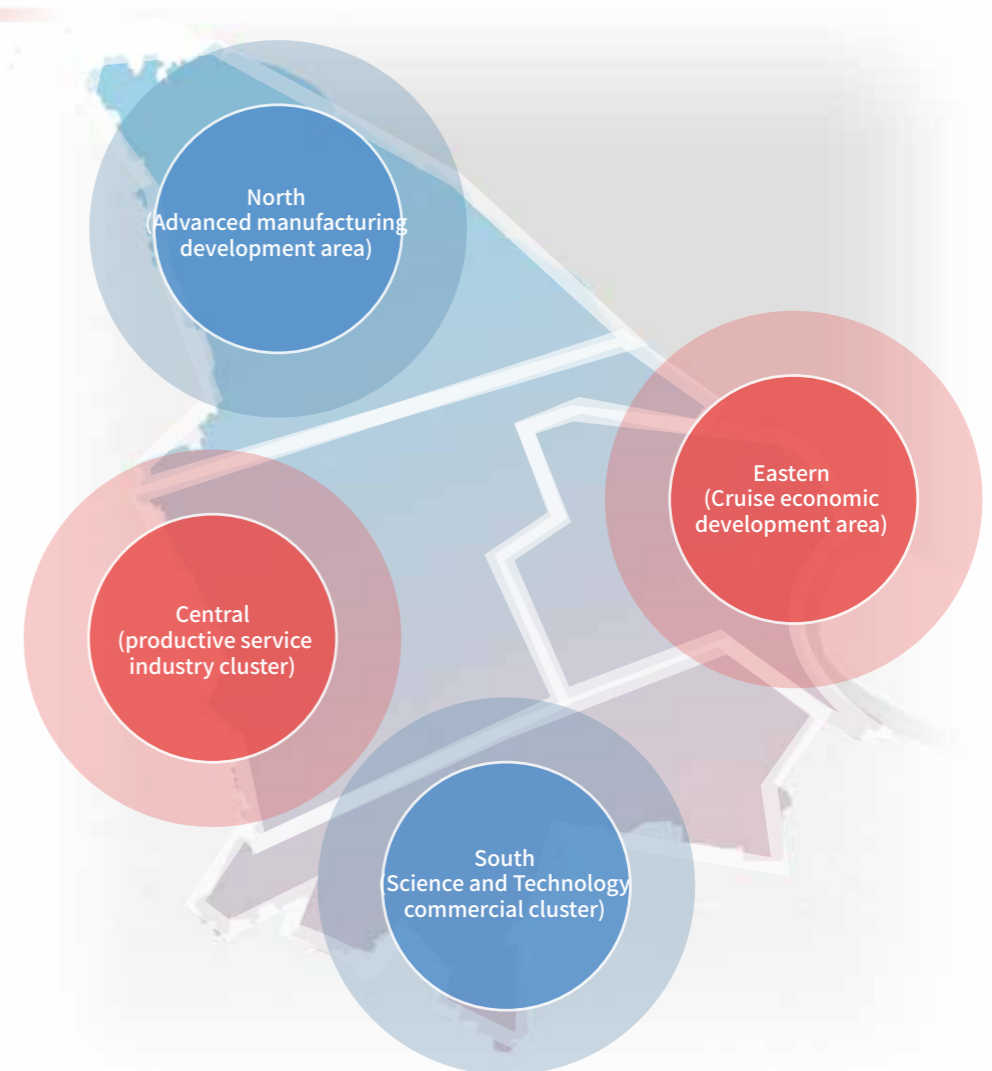 North
(Advanced manufacturing
development area)
Eastern
(Cruise economic
development area)
Central
(productive service
industry cluster)
South
(Science and Technology
commercial cluster)